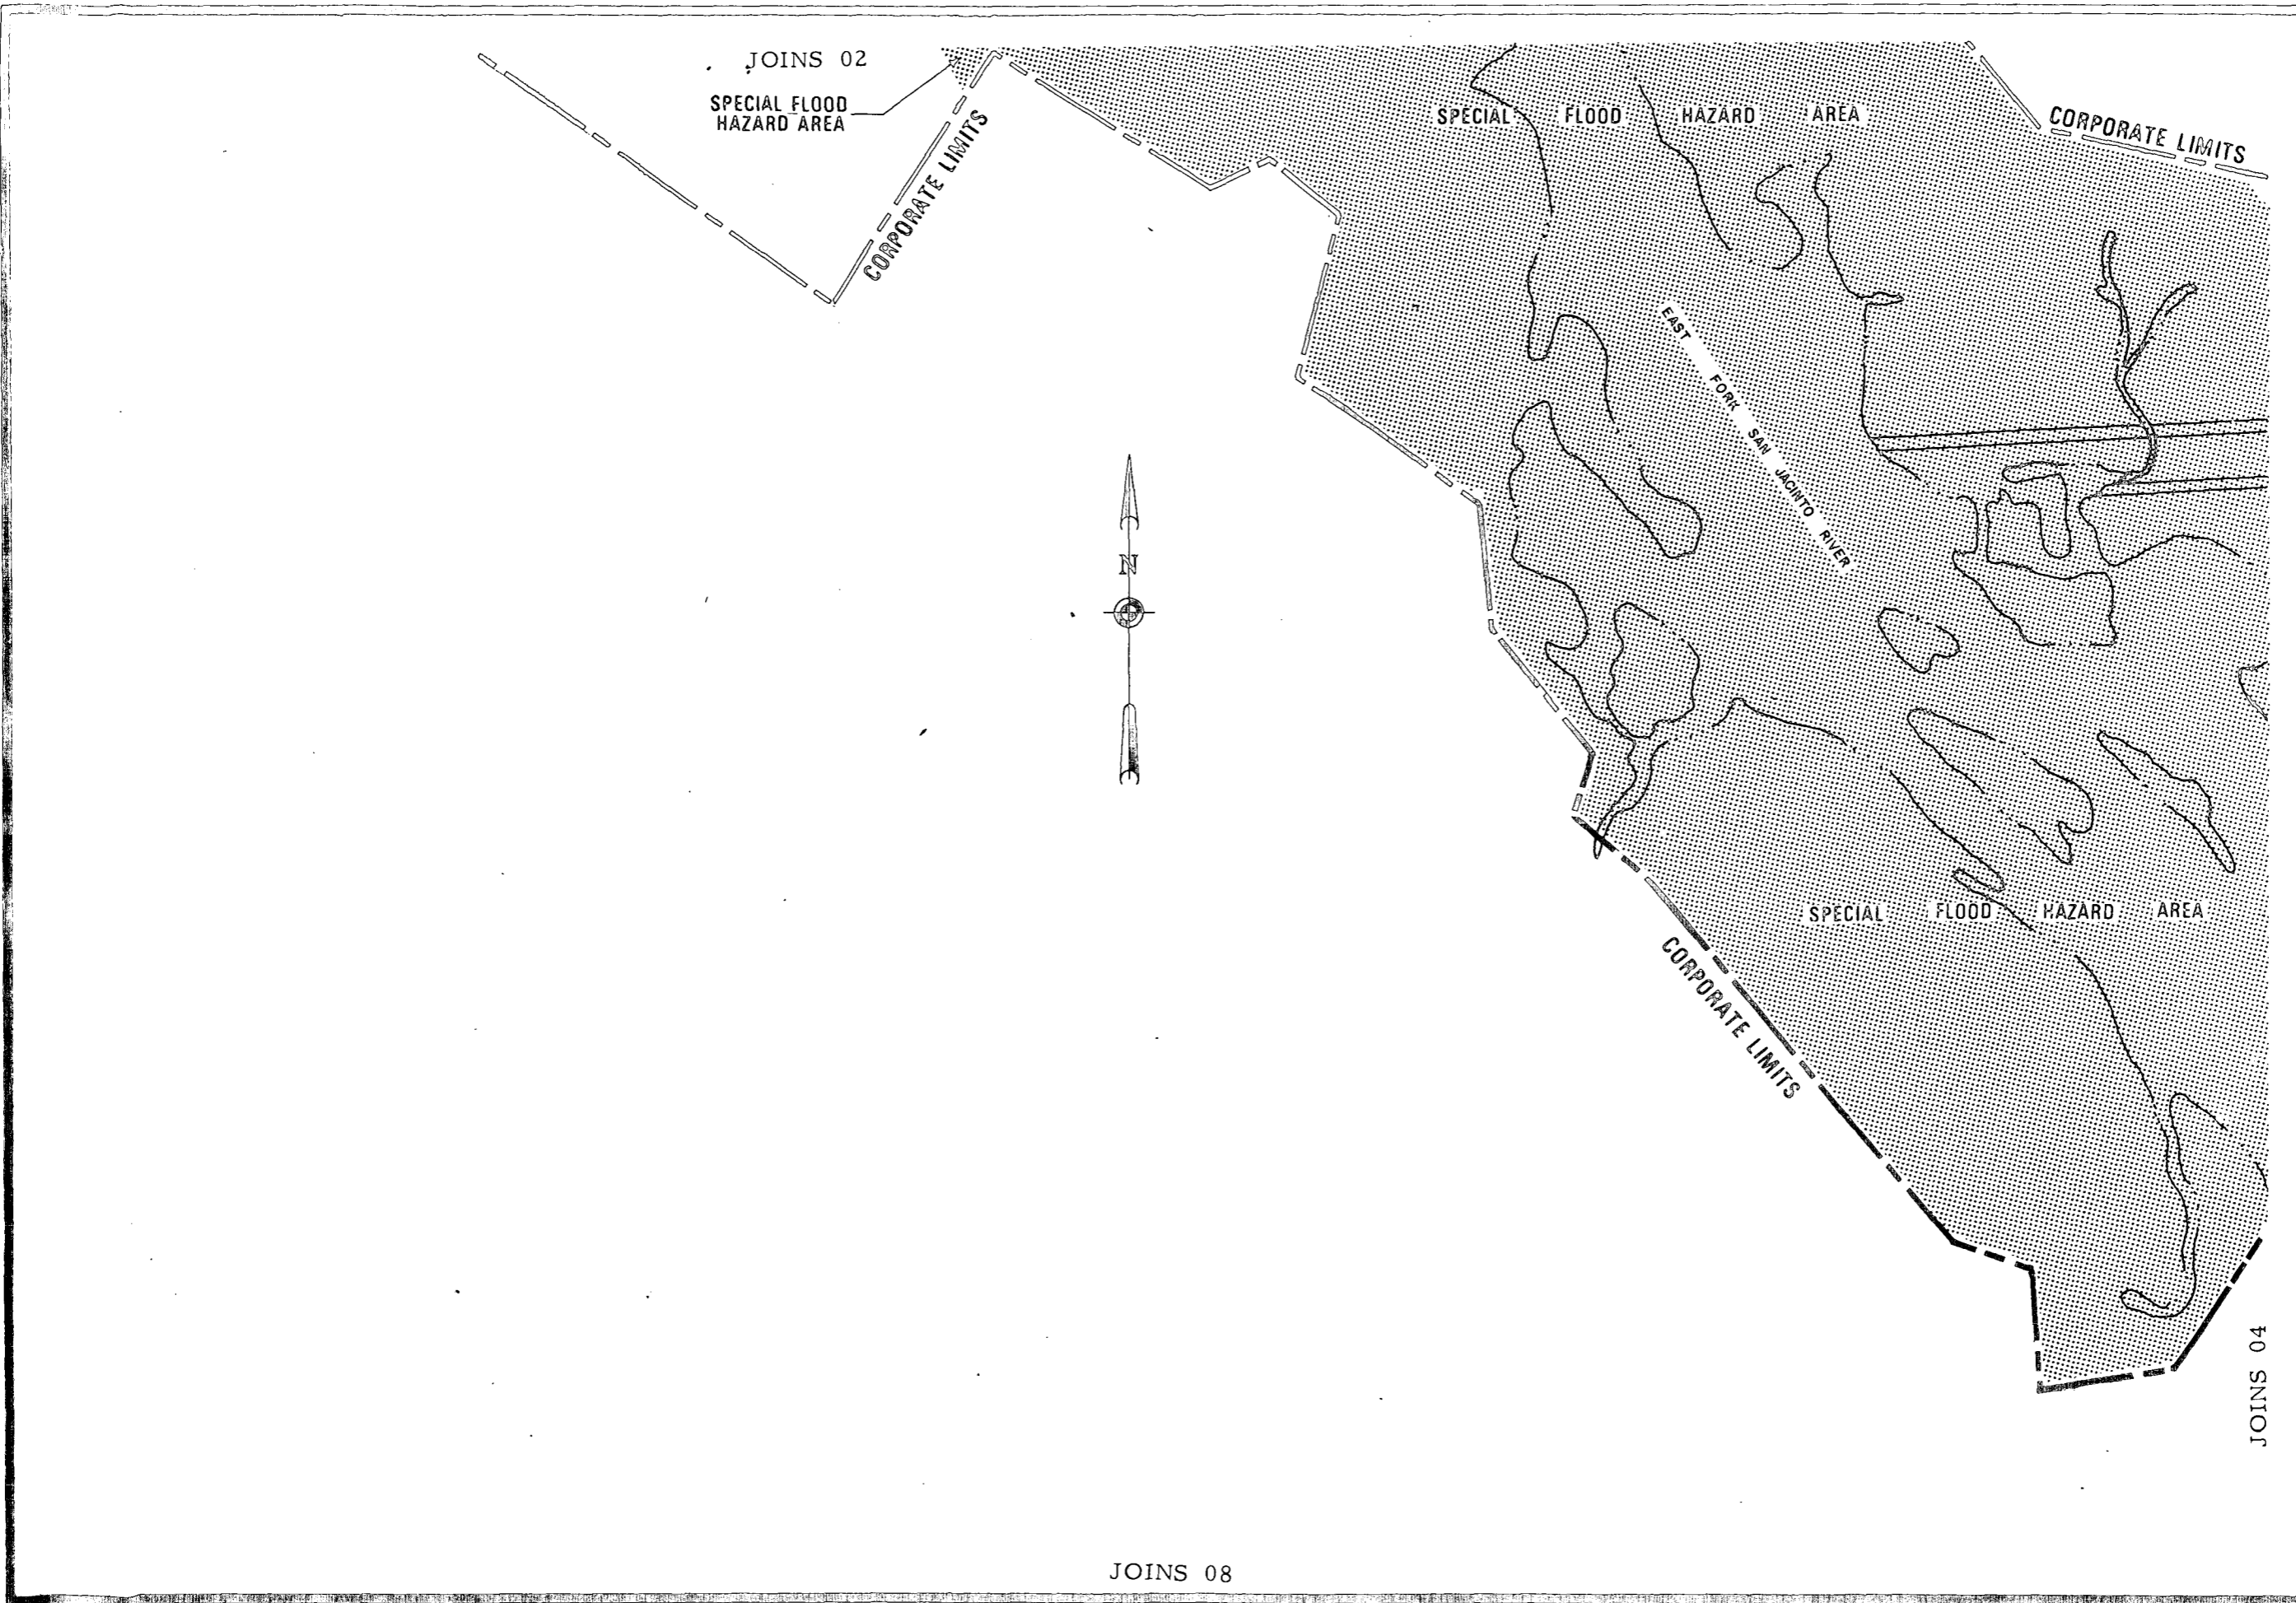 JOINS 02
SPECIAL FLOOD
HAZARD AREA
CORPORATE LIMITS
SPECIAL FLOOD HAZARD AREA
CORPORATE LIMITS
EAST FORK SAN JACINTO RIVER
N
SPECIAL FLOOD HAZARD AREA
CORPORATE LIMITS
JOINS 04
JOINS 08